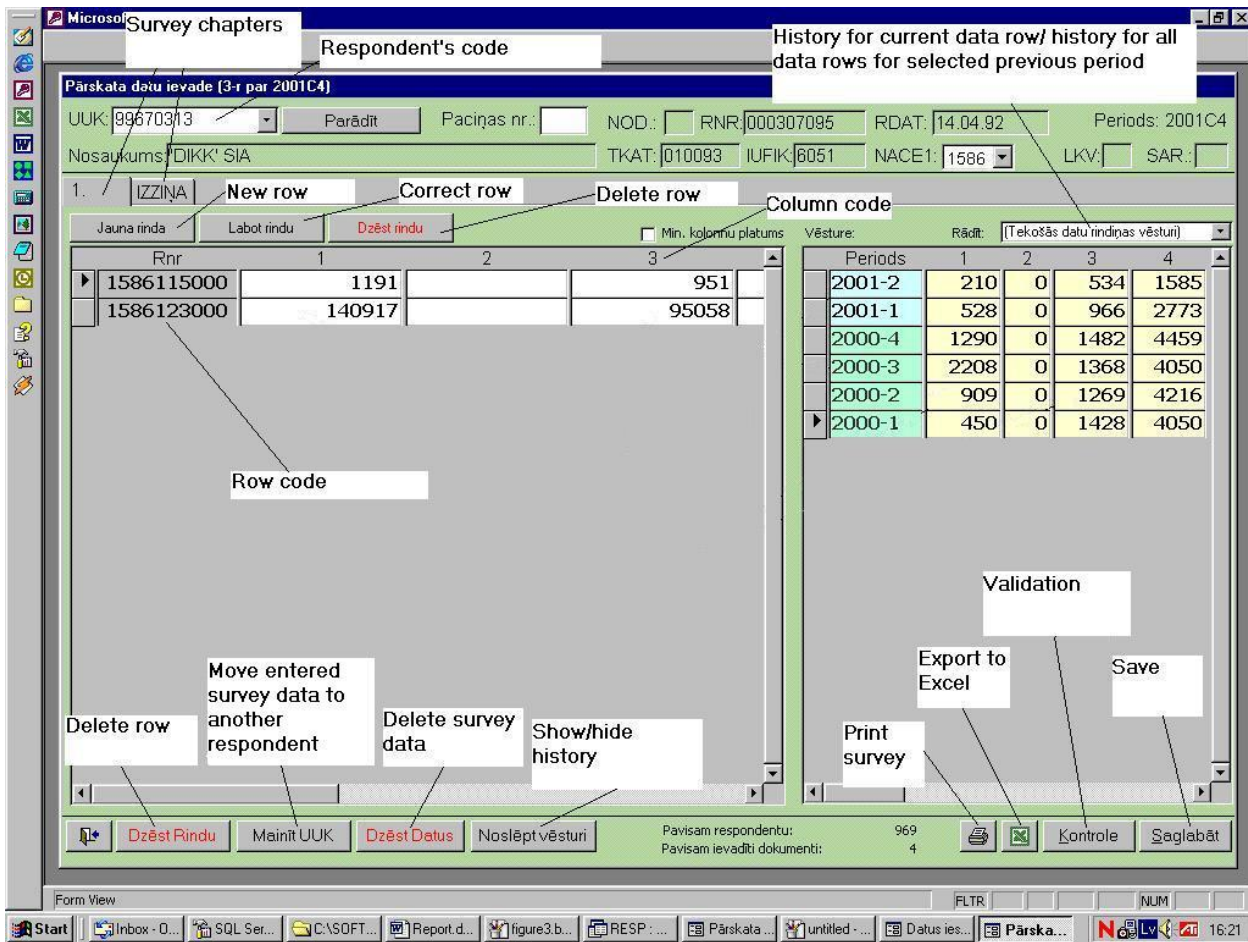 Microsof
Survey chapters
Respondent's code
History for current data row/ history for all
data rows for selected previous period
Pārskata datu ievade (3-r par 2001C4)
UUK: 99670313 Parādīt Paciņas nr.: NOD.: RNR: 000307095 RDAT: 14.04.92 Periods: 2001C4
Nosaukums: 'DIKK' SIA TKAT: 010093 IUFIK: 6051 NACE1: 1586 LKV: SAR.:
1. IZZIŅA New row Correct row Delete row Column code
Jauna rinda Labot rindu Dzēst rindu Min. kolonnu platums Vēsture: Rādīt: (Tekošās datu rindiņas vēsturi)
Rnr 1 2 3 Periods 1 2 3 4
1586115000 1191 951 2001-2 210 0 534 1585
1586123000 140917 95058 2001-1 528 0 966 2773
2000-4 1290 0 1482 4459
2000-3 2208 0 1368 4050
2000-2 909 0 1269 4216
2000-1 450 0 1428 4050
Row code
Validation
Move entered
survey data to
another
respondent
Delete row
Delete survey
data
Show/hide
history
Print
survey
Export to
Excel
Save
Dzēst Rindu Mainīt UUK Dzēst Datus Noslēpt vēsturi Pavisam respondentu: 969 Kontrole Saglabāt
Pavisam ievadīti dokumenti: 4
Form View FLTR NUM
Start Inbox - O... SQL Ser... C:\SOFT... Report.d... figure3.b... RESP : ... Pārskata ... untitled - ... Datus ies... Pārska... Lv 16:21